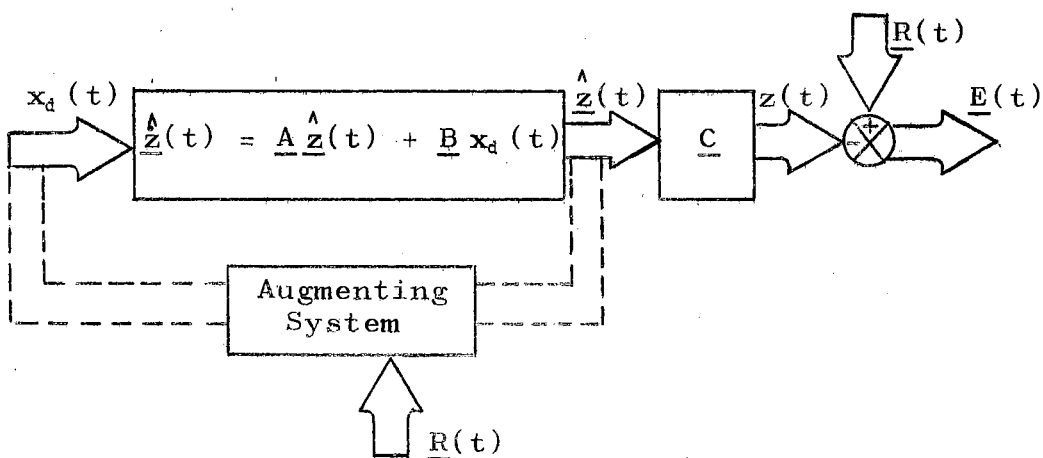 R(t)
x_d (t)
ẑ(t)
z(t)
E(t)
ẑ̇(t) = A ẑ(t) + B x_d (t)
C
+
-
Augmenting
System
R(t)